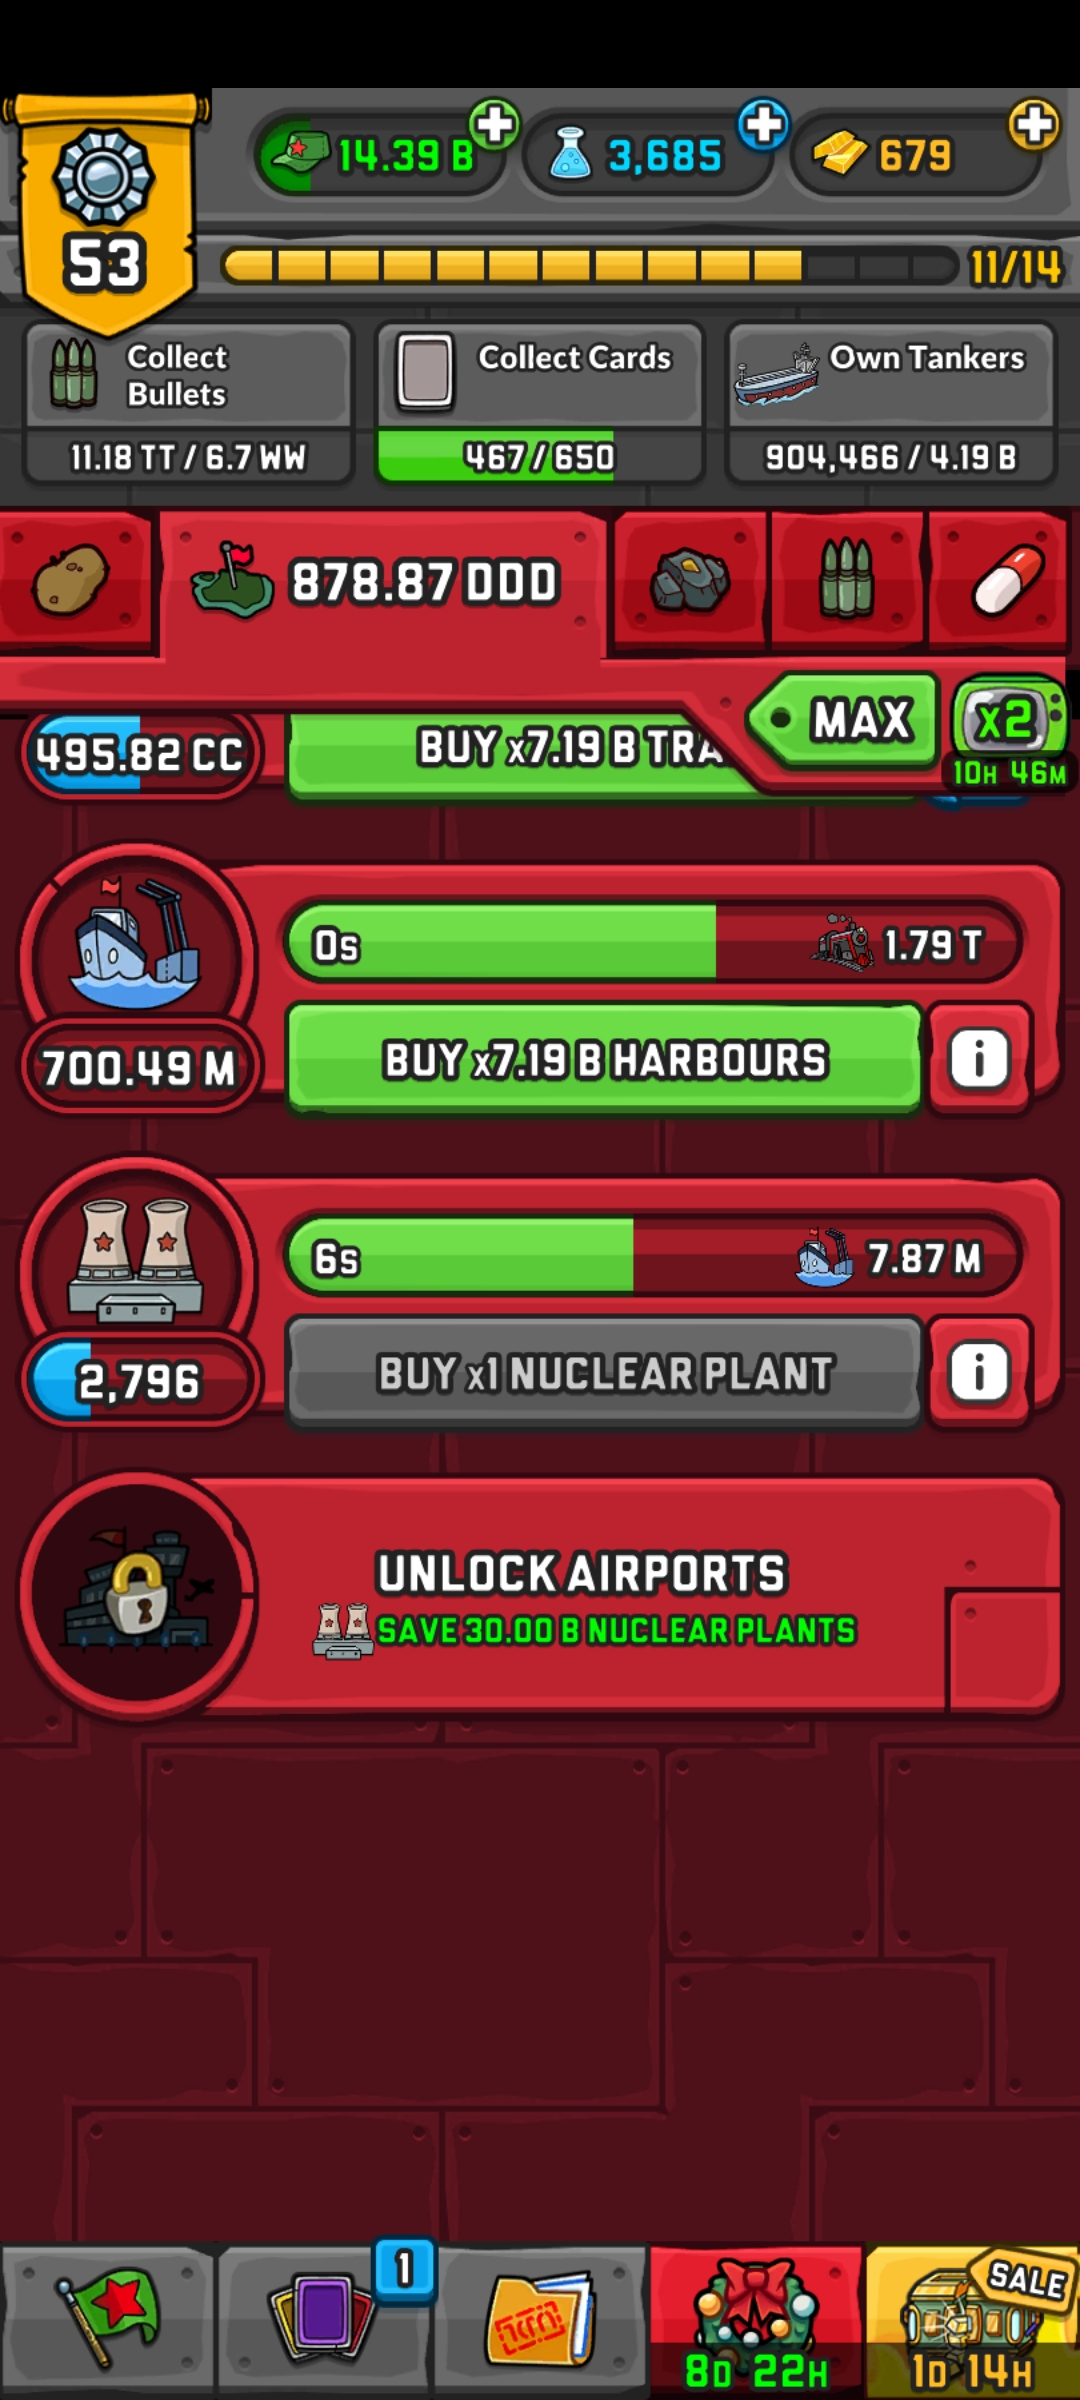 14.39 B
3,685
679
53
11/14
Collect
Bullets
11.18 TT / 6.7 WW
Collect Cards
467/650
Own Tankers
904,466 / 4.19 B
878.87 DDD
MAX
x2
10H 46M
495.82 CC
BUY x7.19 B TRA
0s
1.79 T
700.49 M
BUY x7.19 B HARBOURS
i
6s
7.87 M
2,796
BUY x1 NUCLEAR PLANT
i
UNLOCK AIRPORTS
SAVE 30.00 B NUCLEAR PLANTS
1
SALE
8D 22H
1D 14H